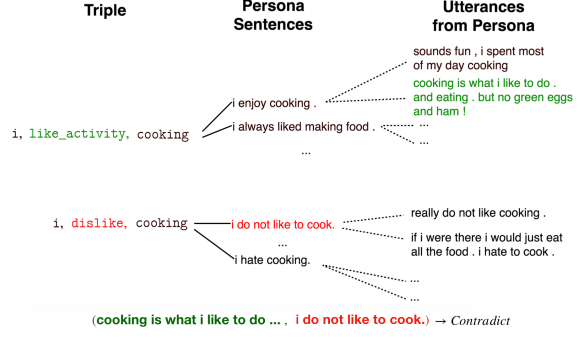 Triple
Persona
Sentences
Utterances
from Persona
sounds fun , i spent most
of my day cooking
cooking is what i like to do .
and eating . but no green eggs
and ham !
i enjoy cooking .
i always liked making food .
...
...
...
i, like_activity, cooking
i, dislike, cooking
i do not like to cook.
...
i hate cooking.
really do not like cooking .
if i were there i would just eat
all the food . i hate to cook .
...
...
(cooking is what i like to do ... , i do not like to cook.) → Contradict